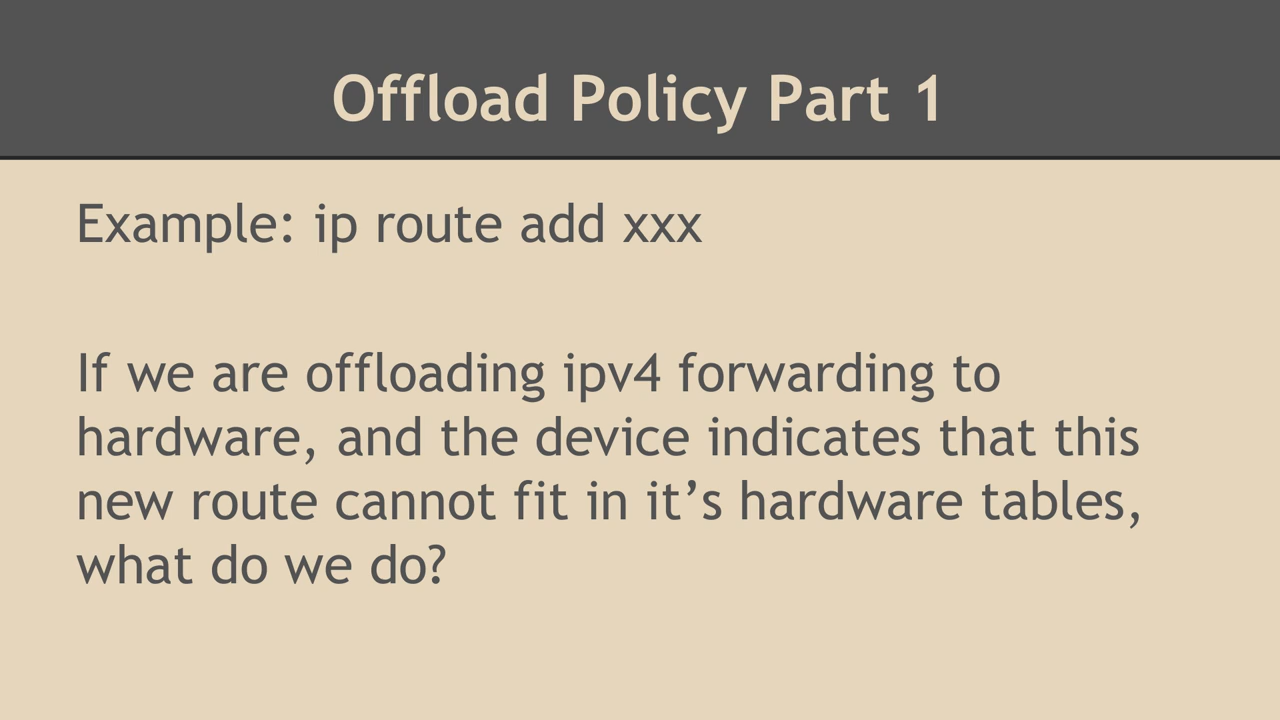 Offload Policy Part 1
Example: ip route add xxx
If we are offloading ipv4 forwarding to
hardware, and the device indicates that this
new route cannot fit in it’s hardware tables,
what do we do?